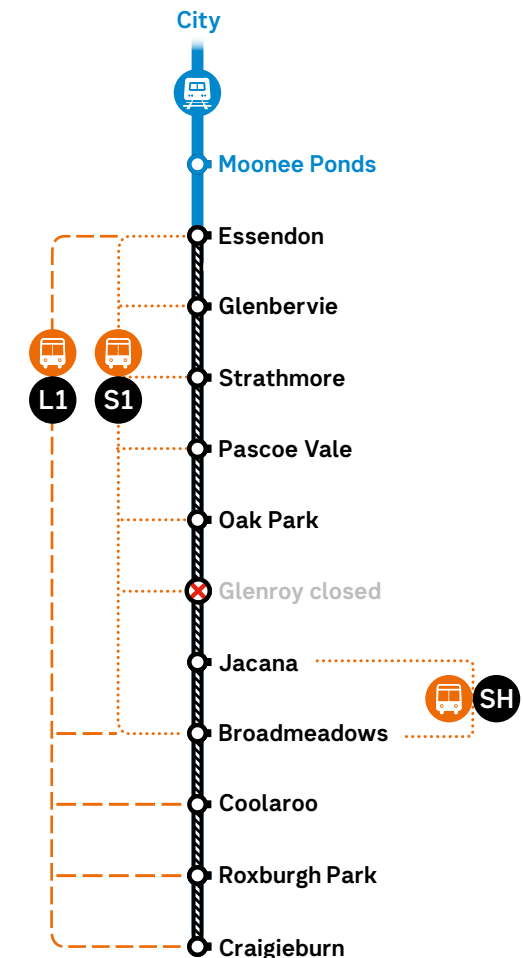 City
Moonee Ponds
Essendon
Glenbervie
Strathmore
L1
S1
Pascoe Vale
Oak Park
Glenroy closed
Jacana
SH
Broadmeadows
Coolaroo
Roxburgh Park
Craigieburn